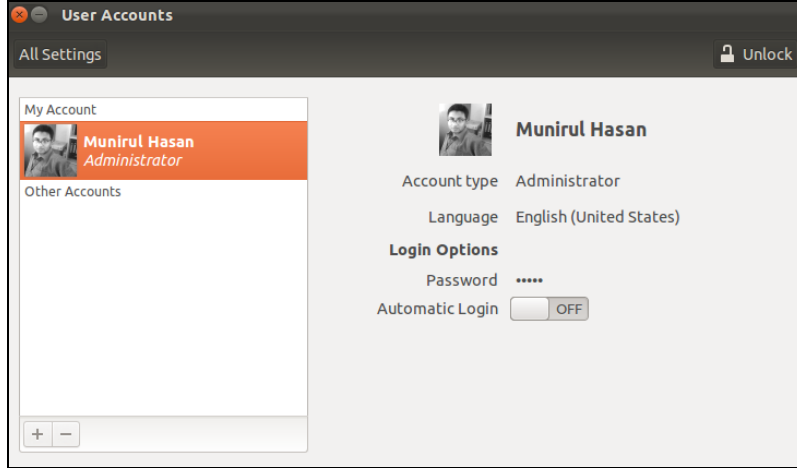 User Accounts
All Settings
Unlock
My Account
Munirul Hasan
Administrator
Other Accounts
Munirul Hasan
Account type Administrator
Language English (United States)
Login Options
Password •••••
Automatic Login OFF